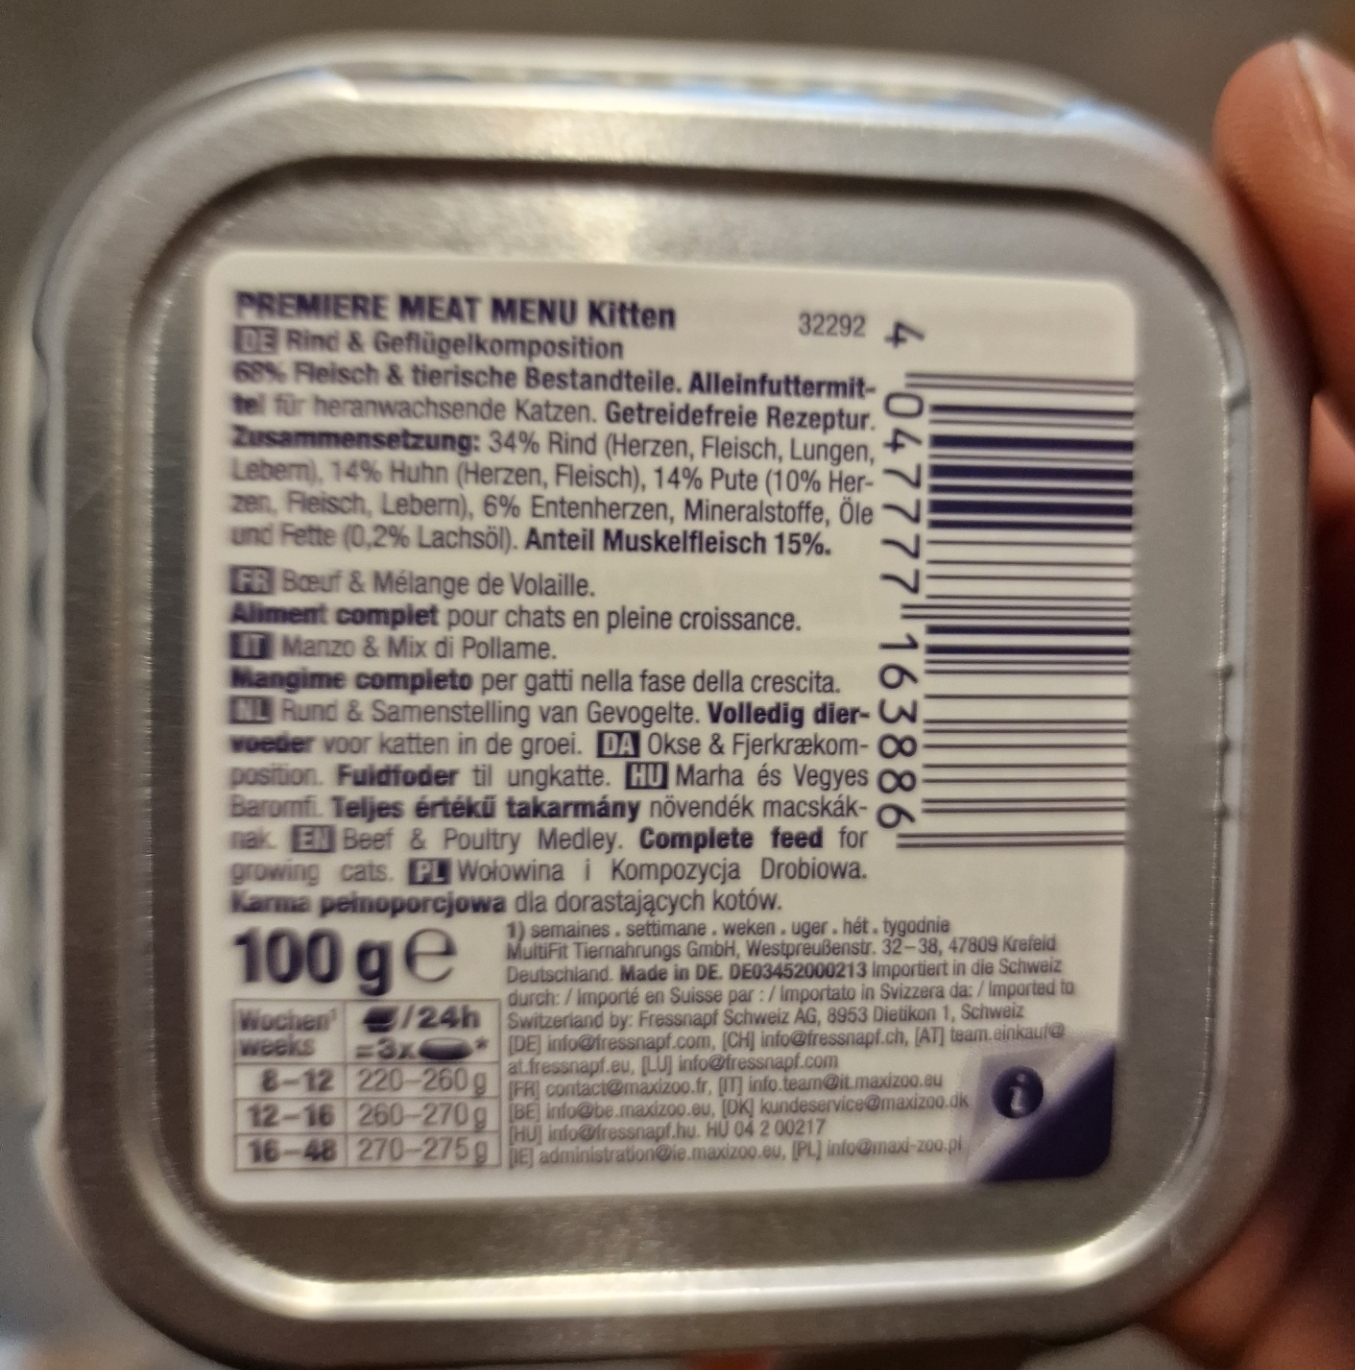 PREMIERE MEAT MENU Kitten
32292
DE Rind & Geflügelkomposition
68% Fleisch & tierische Bestandteile. Alleinfuttermit-
tel für heranwachsende Katzen. Getreidefreie Rezeptur.
Zusammensetzung: 34% Rind (Herzen, Fleisch, Lungen,
Lebern), 14% Huhn (Herzen, Fleisch), 14% Pute (10% Her-
zen, Fleisch, Lebern), 6% Entenherzen, Mineralstoffe, Öle
und Fette (0,2% Lachsöl). Anteil Muskelfleisch 15%.
FR Bœuf & Mélange de Volaille.
Aliment complet pour chats en pleine croissance.
IT Manzo & Mix di Pollame.
Mangime completo per gatti nella fase della crescita.
NL Rund & Samenstelling van Gevogelte. Volledig dier-
voeder voor katten in de groei. DA Okse & Fjerkrækom-
position. Fuldfoder til ungkatte. HU Marha és Vegyes
Baromfi. Teljes értékű takarmány növendék macskák-
nak. EN Beef & Poultry Medley. Complete feed for
growing cats. PL Wołowina i Kompozycja Drobiowa.
Karma pełnoporcjowa dla dorastających kotów.
4 047777 163886
100 g e
Wochen¹ /24h
weeks =3x *
8-12 220-260g
12-16 260-270g
16-48 270-275g
1) semaines . settimane . weken . uger . hét . tygodnie
MultiFit Tiernahrungs GmbH, Westpreußenstr. 32-38, 47809 Krefeld
Deutschland. Made in DE. DE03452000213 Importiert in die Schweiz
durch: / Importé en Suisse par : / Importato in Svizzera da: / Imported to
Switzerland by: Fressnapf Schweiz AG, 8953 Dietikon 1, Schweiz
[DE] info@fressnapf.com, [CH] info@fressnapf.ch, [AT] team.einkauf@
at.fressnapf.eu, [LU] info@fressnapf.com
[FR] contact@maxizoo.fr, [IT] info.team@it.maxizoo.eu
[BE] info@be.maxizoo.eu, [DK] kundeservice@maxizoo.dk
[HU] info@fressnapf.hu. HU 04 2 00217
[IE] administration@ie.maxizoo.eu, [PL] info@maxi-zoo.pl
i